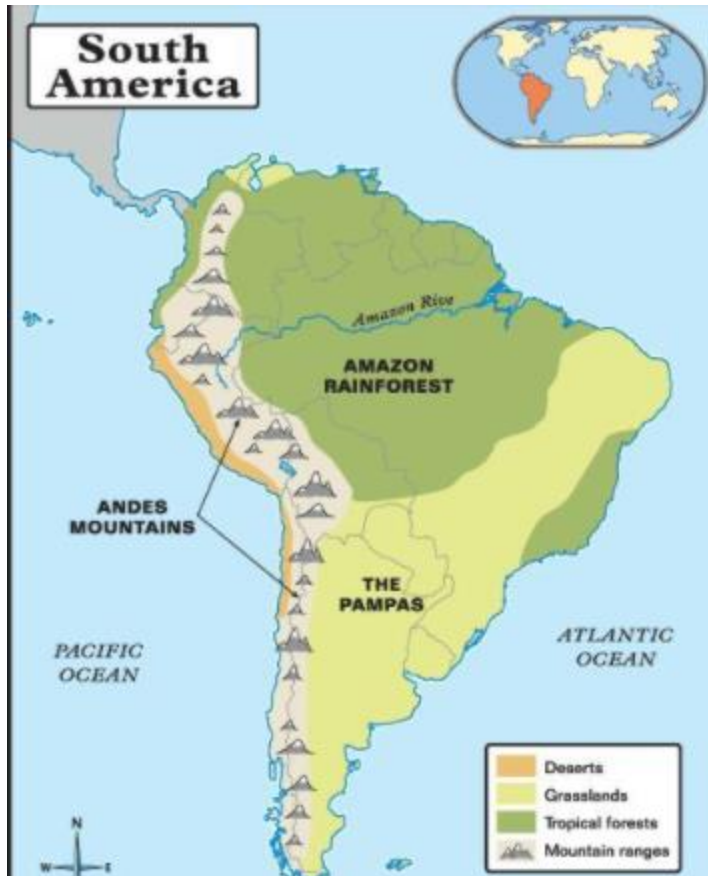 South
America
Amazon Rive
AMAZON
RAINFOREST
ANDES
MOUNTAINS
THE
PAMPAS
PACIFIC
OCEAN
ATLANTIC
OCEAN
Deserts
Grasslands
Tropical forests
Mountain ranges
N
W
E